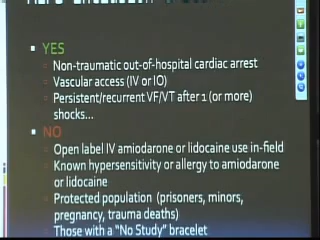 YES
Non-traumatic out-of-hospital cardiac arrest
Vascular access (IV or IO)
Persistent/recurrent VF/VT after 1 (or more)
shocks...
NO
Open label IV amiodarone or lidocaine use in-field
Known hypersensitivity or allergy to amiodarone
or lidocaine
Protected population (prisoners, minors,
pregnancy, trauma deaths)
Those with a "No Study" bracelet